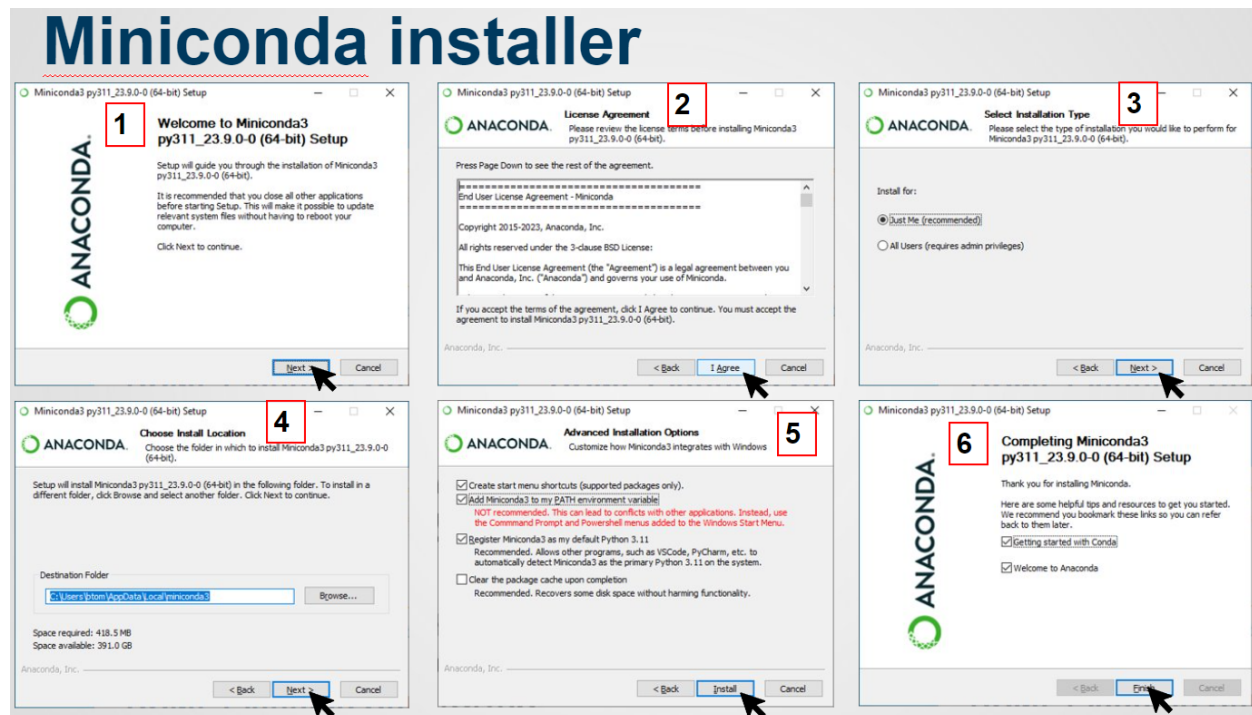 Miniconda installer
Miniconda3 py311_23.9.0-0 (64-bit) Setup
1
ANACONDA.
Welcome to Miniconda3
py311_23.9.0-0 (64-bit) Setup
Setup will guide you through the installation of Miniconda3
py311_23.9.0-0 (64-bit).
It is recommended that you close all other applications
before starting Setup. This will make it possible to update
relevant system files without having to reboot your
computer.
Click Next to continue.
Next >
Cancel
Miniconda3 py311_23.9.0-0 (64-bit) Setup
2
ANACONDA.
License Agreement
Please review the license terms before installing Miniconda3
py311_23.9.0-0 (64-bit).
Press Page Down to see the rest of the agreement.
========================================
End User License Agreement - Miniconda
========================================
Copyright 2015-2023, Anaconda, Inc.
All rights reserved under the 3-clause BSD License:
This End User License Agreement (the "Agreement") is a legal agreement between you
and Anaconda, Inc. ("Anaconda") and governs your use of Miniconda.
If you accept the terms of the agreement, click I Agree to continue. You must accept the
agreement to install Miniconda3 py311_23.9.0-0 (64-bit).
Anaconda, Inc.
< Back
I Agree
Cancel
Miniconda3 py311_23.9.0-0 (64-bit) Setup
3
ANACONDA.
Select Installation Type
Please select the type of installation you would like to perform for
Miniconda3 py311_23.9.0-0 (64-bit).
Install for:
Just Me (recommended)
All Users (requires admin privileges)
Anaconda, Inc.
< Back
Next >
Cancel
Miniconda3 py311_23.9.0-0 (64-bit) Setup
4
ANACONDA.
Choose Install Location
Choose the folder in which to install Miniconda3 py311_23.9.0-0
(64-bit).
Setup will install Miniconda3 py311_23.9.0-0 (64-bit) in the following folder. To install in a
different folder, click Browse and select another folder. Click Next to continue.
Destination Folder
C:\Users\btom\AppData\Local\miniconda3
Browse...
Space required: 418.5 MB
Space available: 391.0 GB
Anaconda, Inc.
< Back
Next >
Cancel
Miniconda3 py311_23.9.0-0 (64-bit) Setup
5
ANACONDA.
Advanced Installation Options
Customize how Miniconda3 integrates with Windows
Create start menu shortcuts (supported packages only).
Add Miniconda3 to my PATH environment variable
NOT recommended. This can lead to conflicts with other applications. Instead, use
the Commmand Prompt and Powershell menus added to the Windows Start Menu.
Register Miniconda3 as my default Python 3.11
Recommended. Allows other programs, such as VSCode, PyCharm, etc. to
automatically detect Miniconda3 as the primary Python 3.11 on the system.
Clear the package cache upon completion
Recommended. Recovers some disk space without harming functionality.
Anaconda, Inc.
< Back
Install
Cancel
Miniconda3 py311_23.9.0-0 (64-bit) Setup
6
ANACONDA.
Completing Miniconda3
py311_23.9.0-0 (64-bit) Setup
Thank you for installing Miniconda.
Here are some helpful tips and resources to get you started.
We recommend you bookmark these links so you can refer
back to them later.
Getting started with Conda
Welcome to Anaconda
< Back
Finish
Cancel